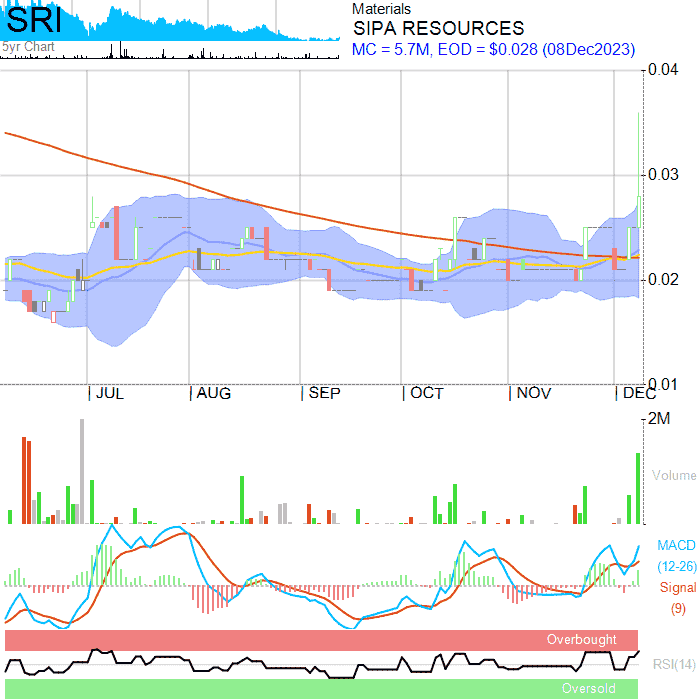 SRI
5yr Chart
Materials
SIPA RESOURCES
MC = 5.7M, EOD = $0.028 (08Dec2023)
0.04
0.03
0.02
0.01
JUL
AUG
SEP
OCT
NOV
DEC
2M
Volume
MACD
(12-26)
Signal
(9)
Overbought
RSI(14)
Oversold